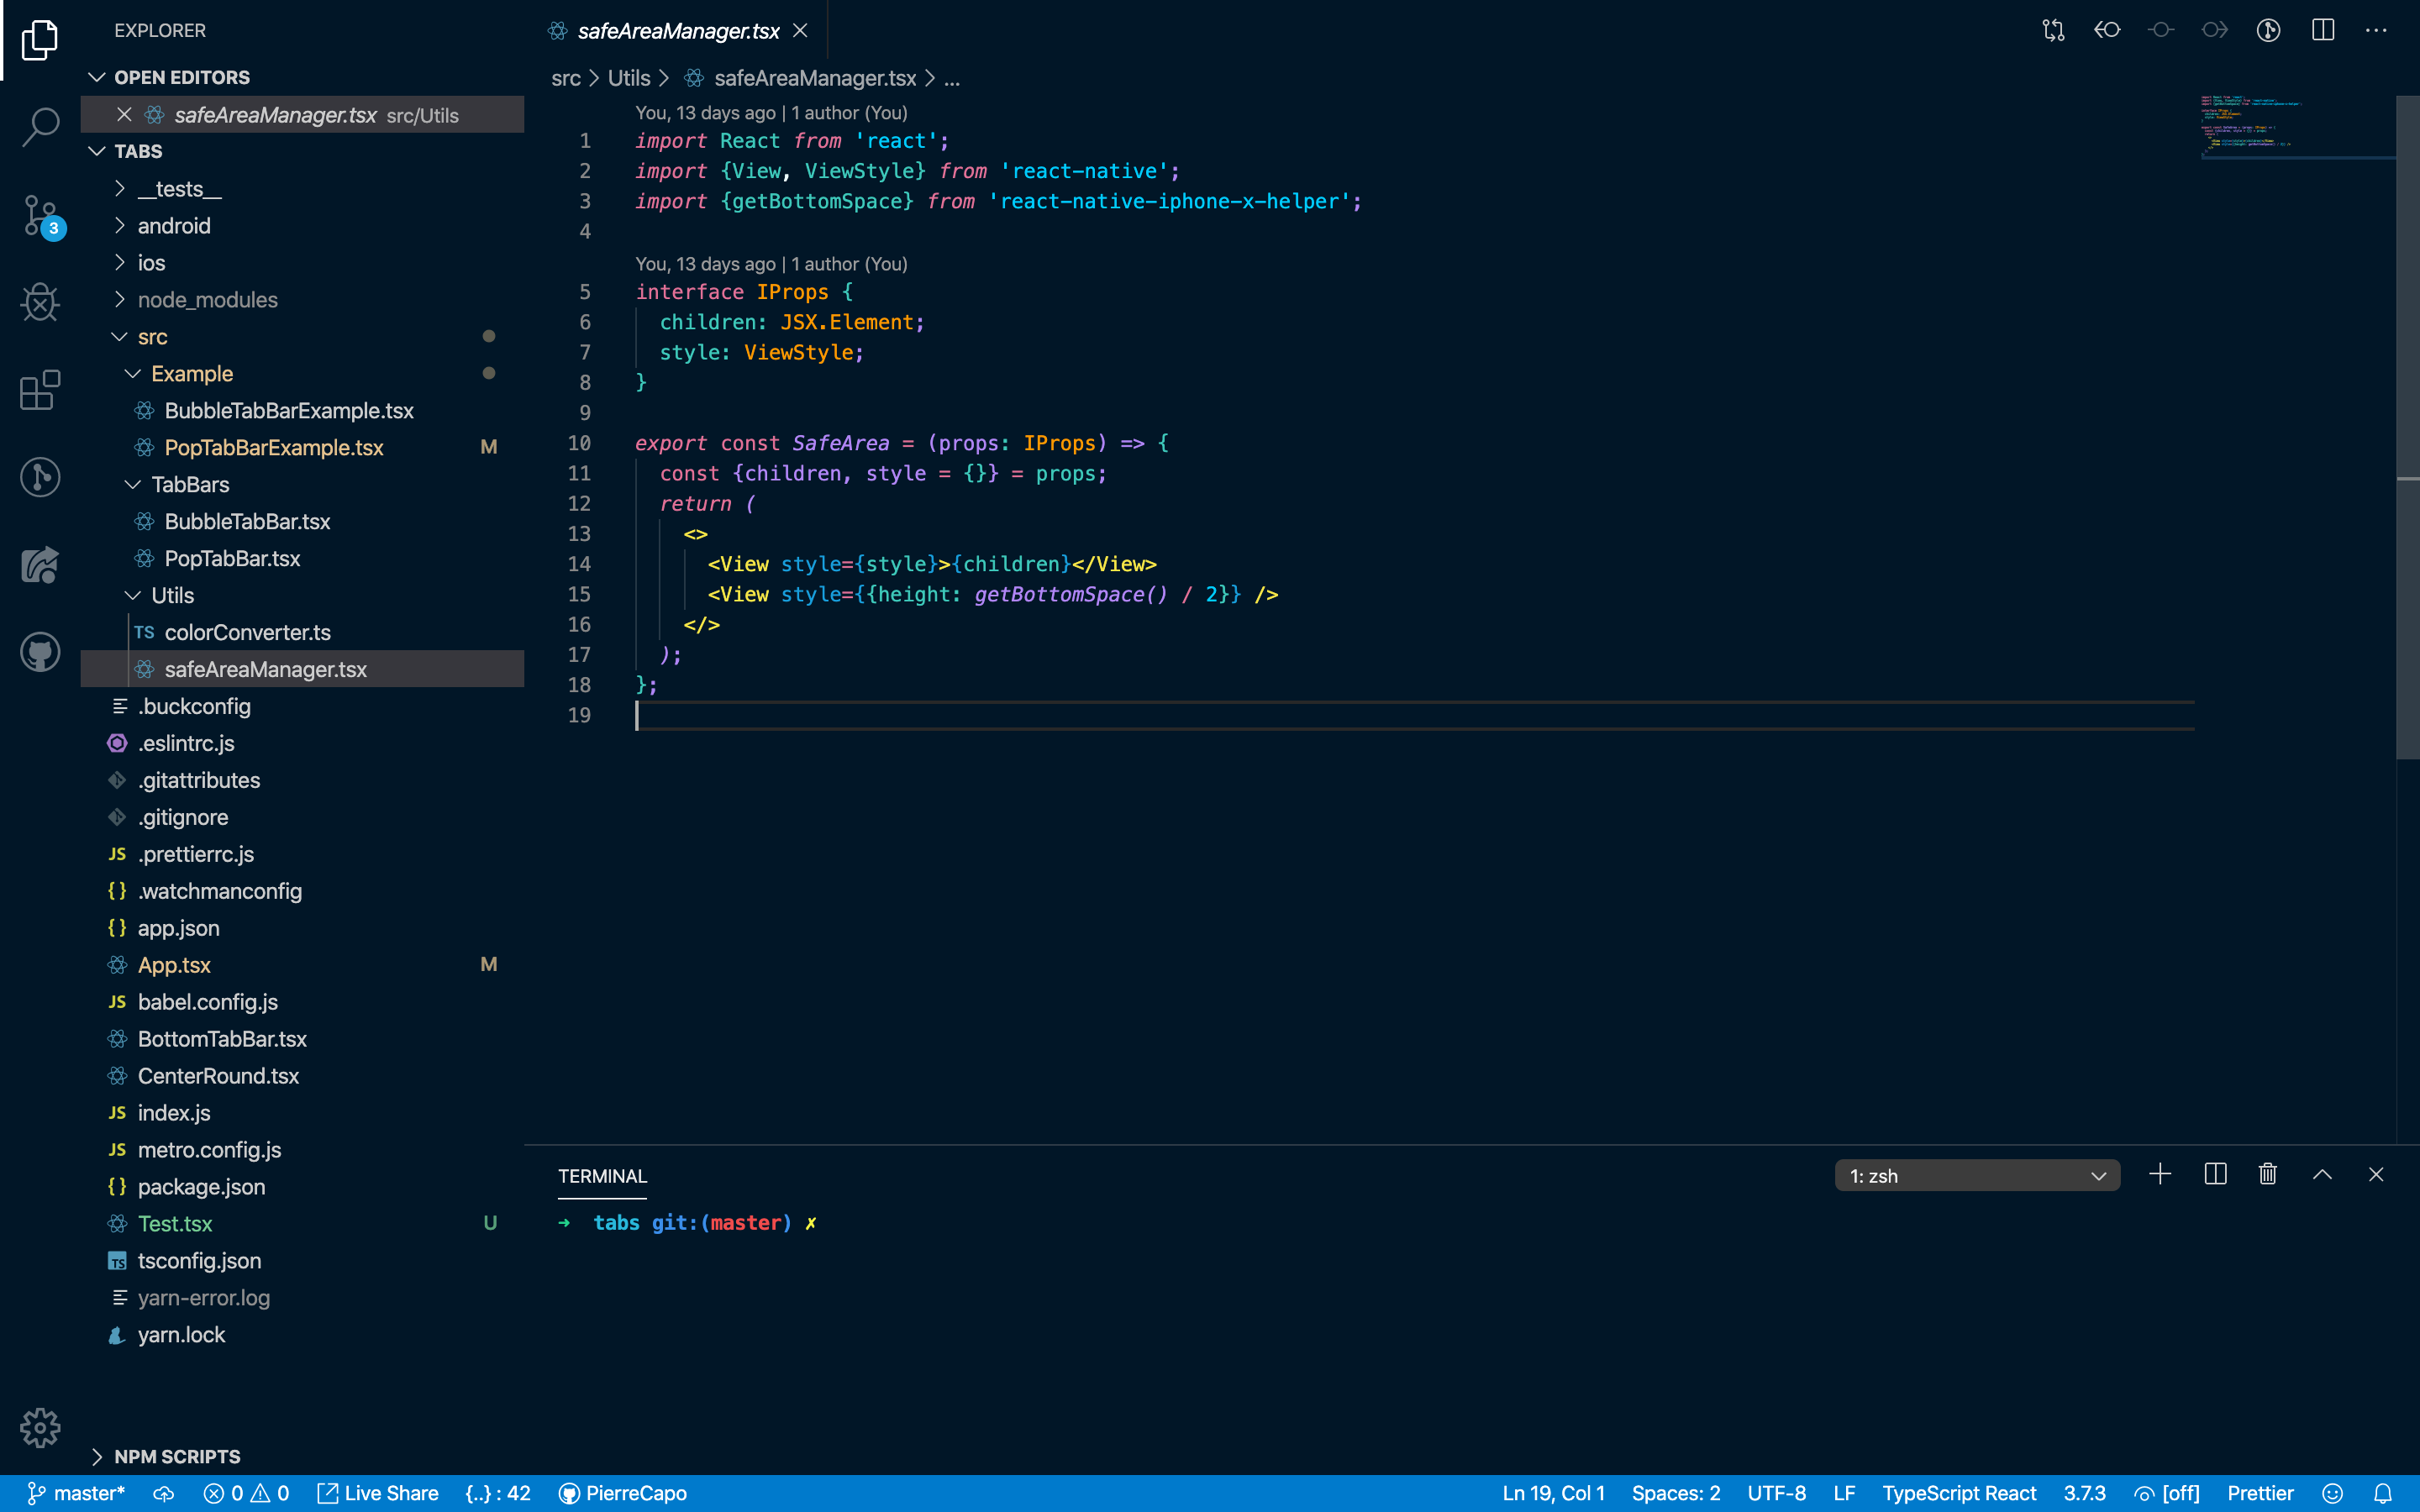 EXPLORER
OPEN EDITORS
safeAreaManager.tsx src/Utils
TABS
__tests__
android
ios
node_modules
src
Example
BubbleTabBarExample.tsx
PopTabBarExample.tsx M
TabBars
BubbleTabBar.tsx
PopTabBar.tsx
Utils
TS colorConverter.ts
safeAreaManager.tsx
.buckconfig
.eslintrc.js
.gitattributes
.gitignore
JS .prettierrc.js
{} .watchmanconfig
{} app.json
App.tsx M
JS babel.config.js
BottomTabBar.tsx
CenterRound.tsx
JS index.js
JS metro.config.js
{} package.json
Test.tsx U
TS tsconfig.json
yarn-error.log
yarn.lock
NPM SCRIPTS
3
safeAreaManager.tsx
src > Utils > safeAreaManager.tsx > ...
You, 13 days ago | 1 author (You)
1 import React from 'react';
2 import {View, ViewStyle} from 'react-native';
3 import {getBottomSpace} from 'react-native-iphone-x-helper';
4
You, 13 days ago | 1 author (You)
5 interface IProps {
6 children: JSX.Element;
7 style: ViewStyle;
8 }
9
10 export const SafeArea = (props: IProps) => {
11 const {children, style = {}} = props;
12 return (
13 <>
14 <View style={style}>{children}</View>
15 <View style={{height: getBottomSpace() / 2}} />
16 </>
17 );
18 };
19
TERMINAL
1: zsh
➜ tabs git:(master) ✗
master* 0 0 Live Share {..} : 42 PierreCapo Ln 19, Col 1 Spaces: 2 UTF-8 LF TypeScript React 3.7.3 [off] Prettier